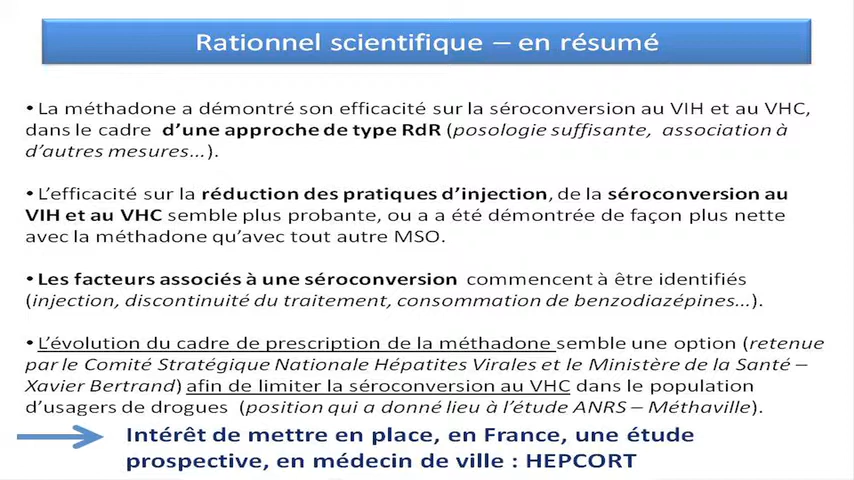 Rationnel scientifique – en résumé
• La méthadone a démontré son efficacité sur la séroconversion au VIH et au VHC,
dans le cadre d'une approche de type RdR (posologie suffisante, association à
d'autres mesures...).
• L'efficacité sur la réduction des pratiques d'injection, de la séroconversion au
VIH et au VHC semble plus probante, ou a a été démontrée de façon plus nette
avec la méthadone qu'avec tout autre MSO.
• Les facteurs associés à une séroconversion commencent à être identifiés
(injection, discontinuité du traitement, consommation de benzodiazépines...).
• L'évolution du cadre de prescription de la méthadone semble une option (retenue
par le Comité Stratégique Nationale Hépatites Virales et le Ministère de la Santé –
Xavier Bertrand) afin de limiter la séroconversion au VHC dans le population
d'usagers de drogues (position qui a donné lieu à l'étude ANRS – Méthaville).
Intérêt de mettre en place, en France, une étude
prospective, en médecin de ville : HEPCORT